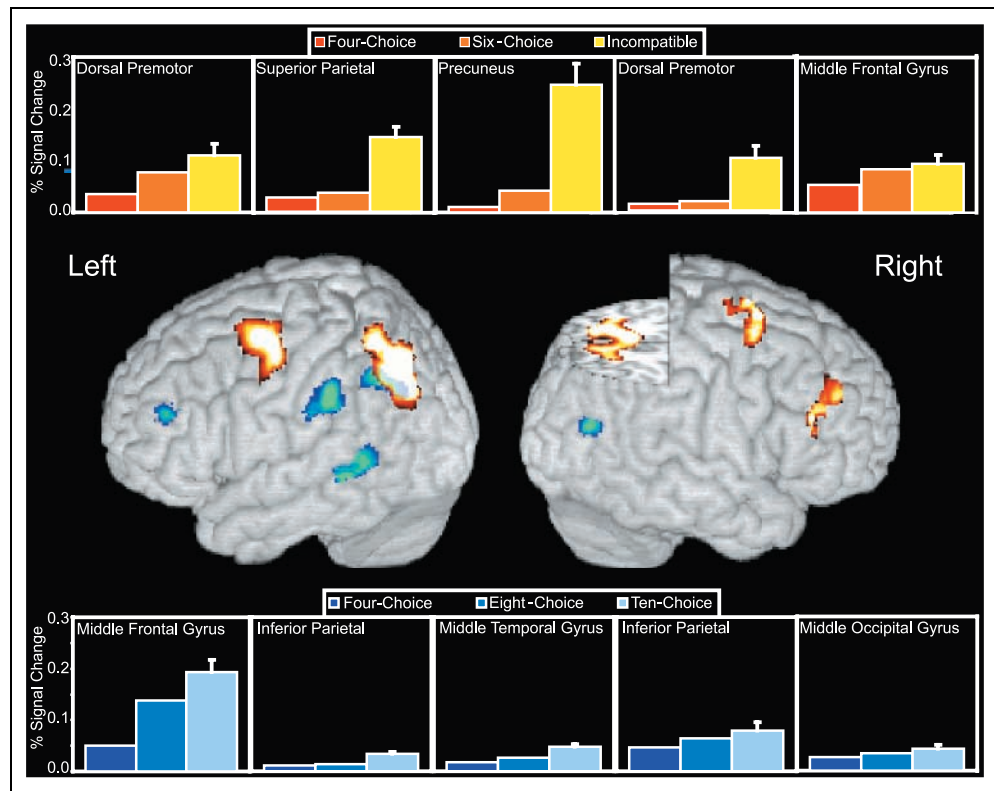 Four-Choice Six-Choice Incompatible
0.3
Dorsal Premotor Superior Parietal Precuneus Dorsal Premotor Middle Frontal Gyrus
0.2
0.1
0.0
% Signal Change
Left Right
Four-Choice Eight-Choice Ten-Choice
0.3
Middle Frontal Gyrus Inferior Parietal Middle Temporal Gyrus Inferior Parietal Middle Occipital Gyrus
0.2
0.1
0.0
% Signal Change